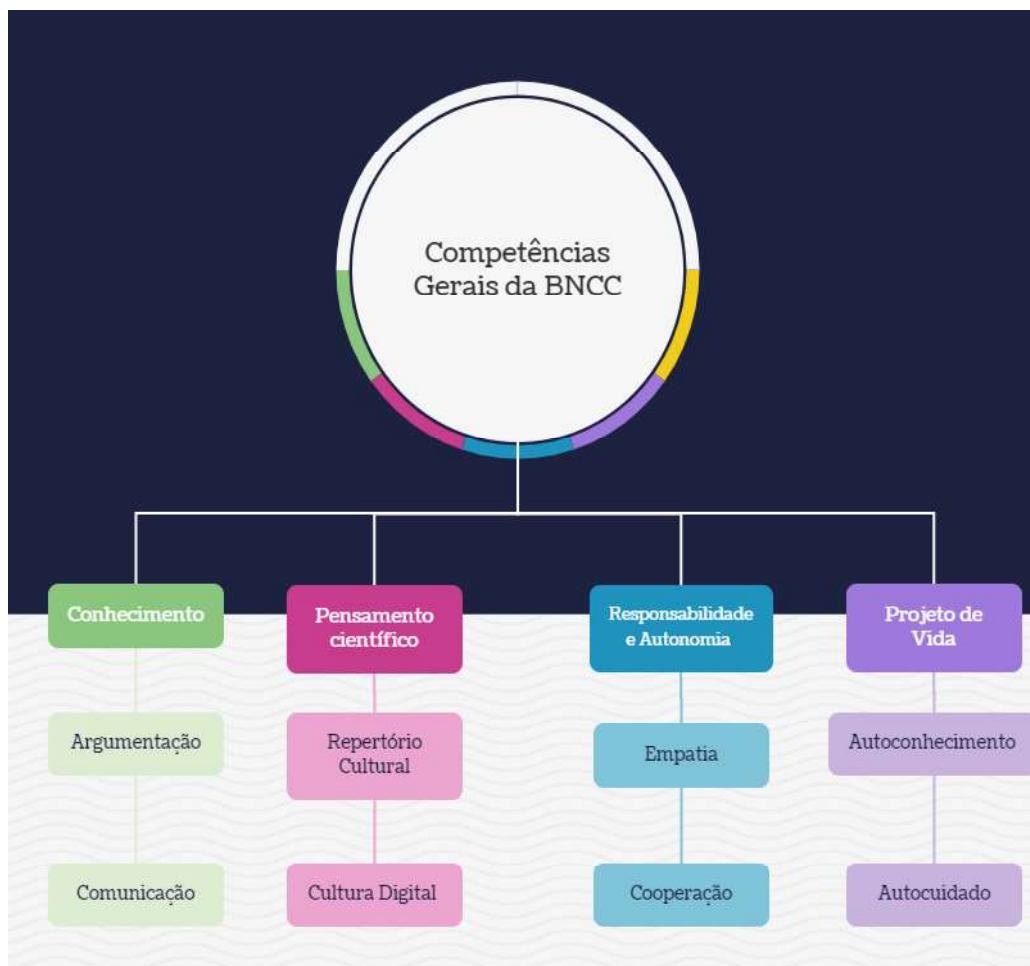 Competências
Gerais da BNCC
Conhecimento
Pensamento
científico
Responsabilidade
e Autonomia
Projeto de
Vida
Argumentação
Repertório
Cultural
Empatia
Autoconhecimento
Comunicação
Cultura Digital
Cooperação
Autocuidado